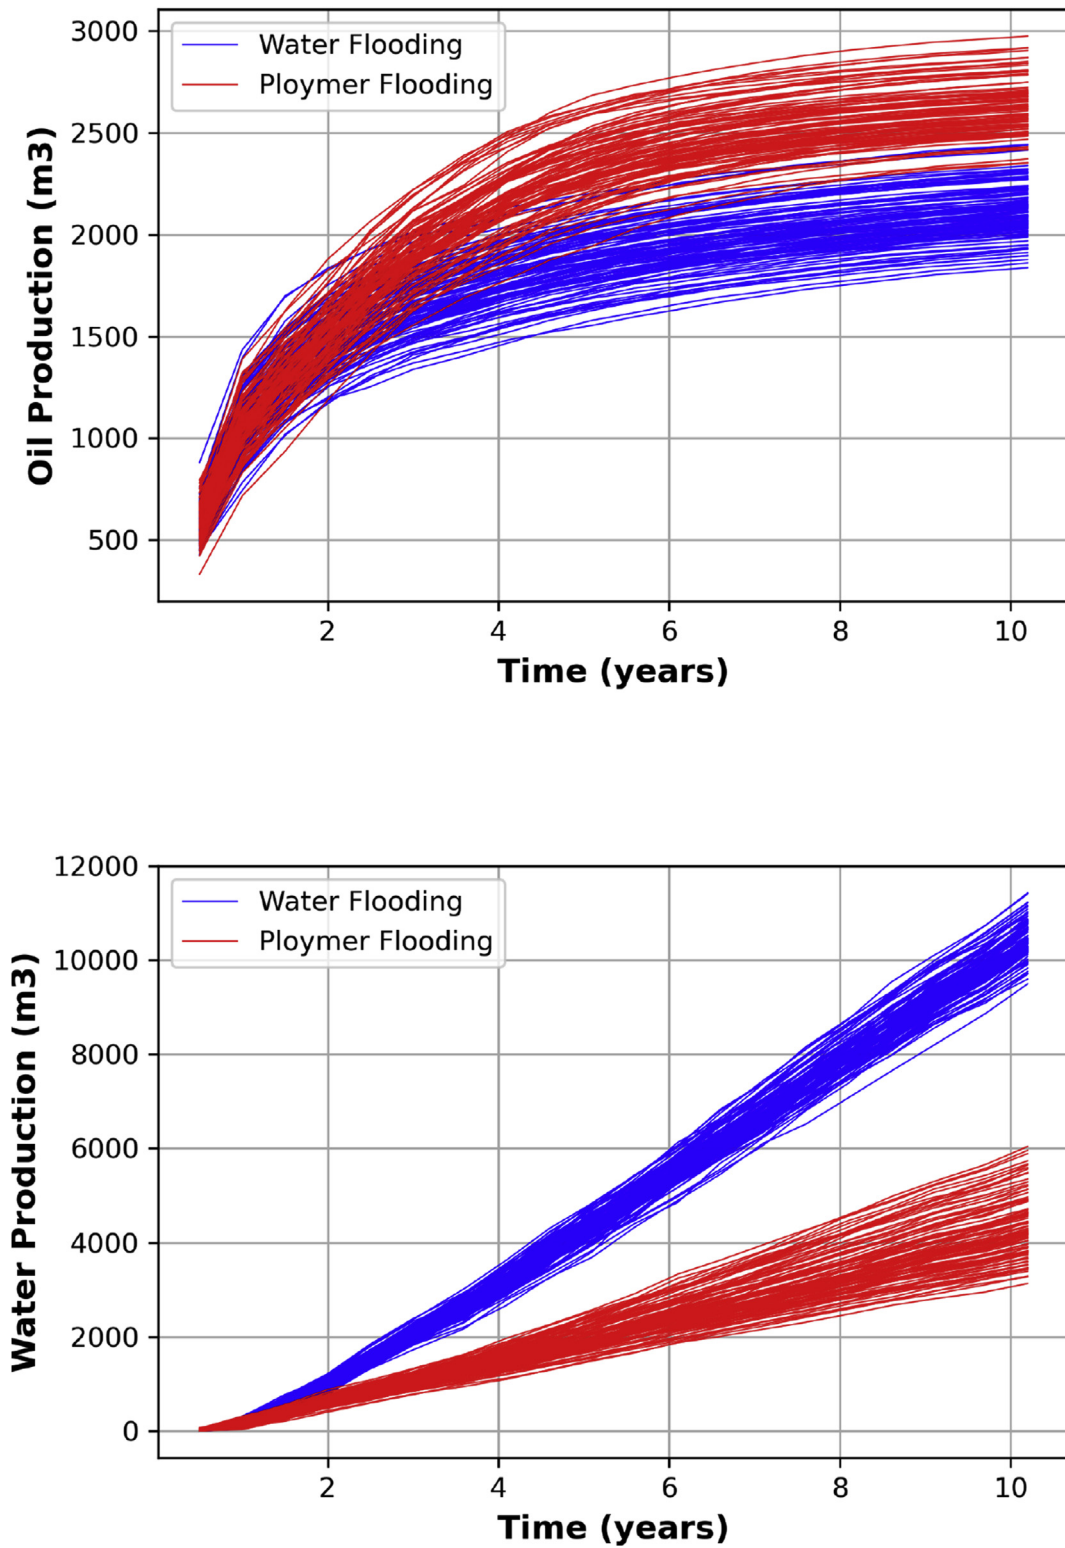 3000
2500
2000
1500
1000
500
Oil Production (m3)
Water Flooding
Ploymer Flooding
2 4 6 8 10
Time (years)
12000
10000
8000
6000
4000
2000
0
Water Production (m3)
Water Flooding
Ploymer Flooding
2 4 6 8 10
Time (years)